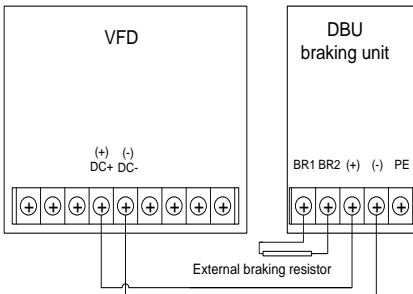 VFD
DBU
braking unit
(+) (-)
DC+ DC-
BR1 BR2 (+) (-) PE
External braking resistor